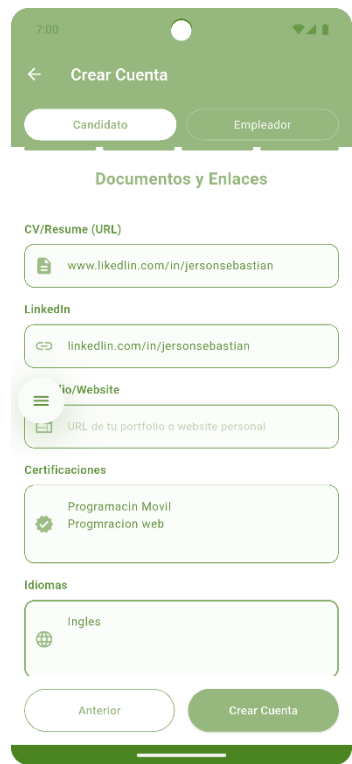 7:00
Crear Cuenta
Candidato
Empleador
Documentos y Enlaces
CV/Resume (URL)
www.likedlin.com/in/jersonsebastian
LinkedIn
linkedlin.com/in/jersonsebastian
io/Website
URL de tu portfolio o website personal
Certificaciones
Programacin Movil
Progmracion web
Idiomas
Ingles
Anterior
Crear Cuenta